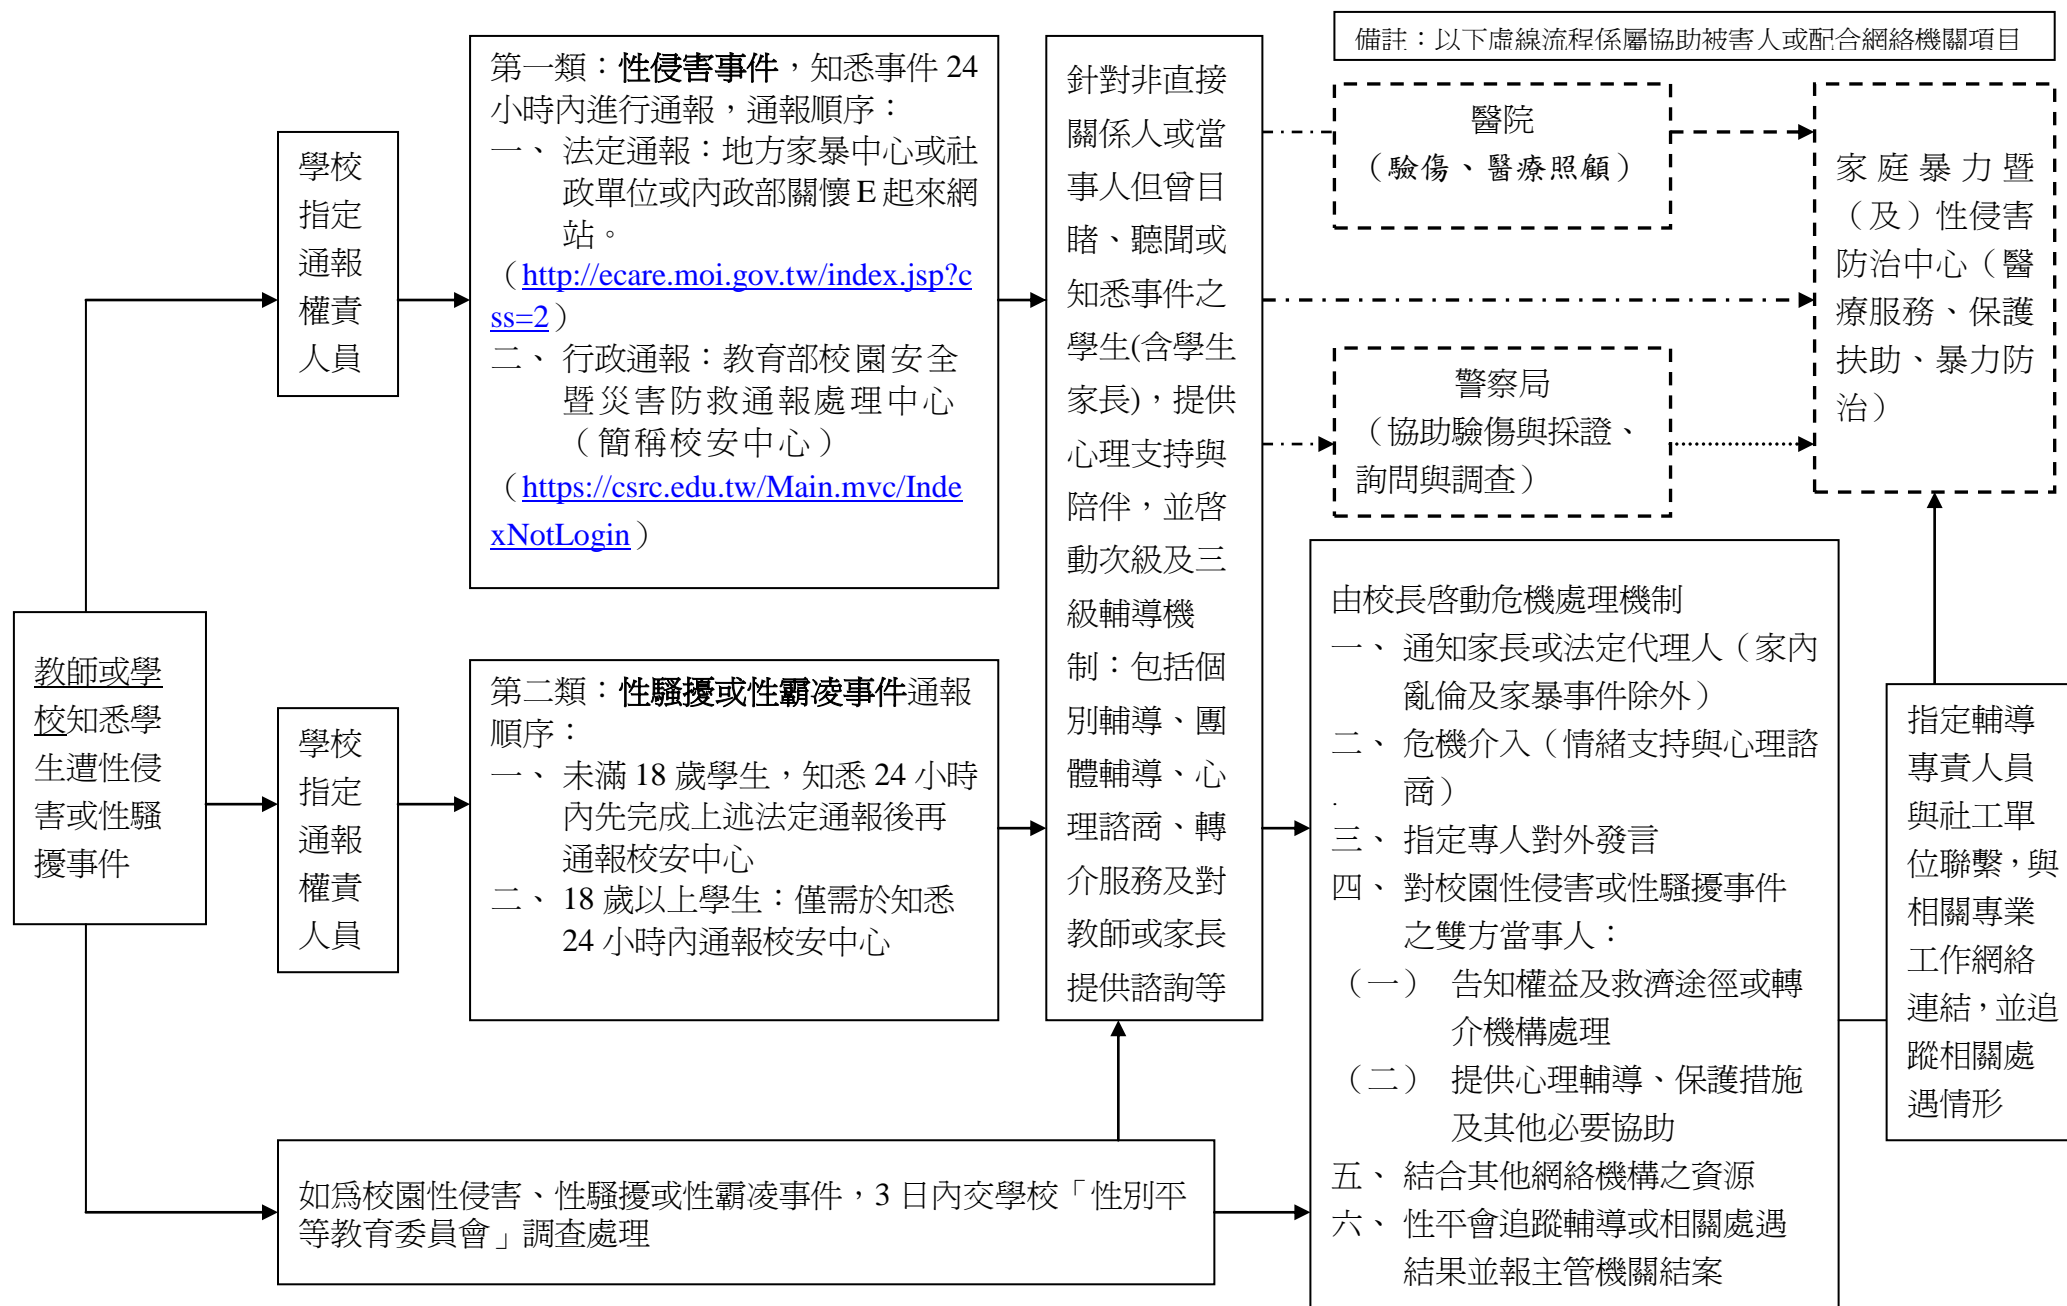 備註：以下虛線流程係屬協助被害人或配合網絡機關項目
教師或學
校知悉學
生遭性侵
害或性騷
擾事件
學校
指定
通報
權責
人員
第一類：性侵害事件，知悉事件 24
小時內進行通報，通報順序：
一、 法定通報：地方家暴中心或社
政單位或內政部關懷 E 起來網
站。
（http://ecare.moi.gov.tw/index.jsp?c
ss=2）
二、 行政通報：教育部校園安全
暨災害防救通報處理中心
（簡稱校安中心）
（https://csrc.edu.tw/Main.mvc/Inde
xNotLogin）
學校
指定
通報
權責
人員
第二類：性騷擾或性霸凌事件通報
順序：
一、 未滿 18 歲學生，知悉 24 小時
內先完成上述法定通報後再
通報校安中心
二、 18 歲以上學生：僅需於知悉
24 小時內通報校安中心
如為校園性侵害、性騷擾或性霸凌事件，3 日內交學校「性別平
等教育委員會」調查處理
針對非直接
關係人或當
事人但曾目
睹、聽聞或
知悉事件之
學生(含學生
家長)，提供
心理支持與
陪伴，並啓
動次級及三
級輔導機
制：包括個
別輔導、團
體輔導、心
理諮商、轉
介服務及對
教師或家長
提供諮詢等
醫院
（驗傷、醫療照顧）
警察局
（協助驗傷與採證、
詢問與調查）
家庭暴力暨
（及）性侵害
防治中心（醫
療服務、保護
扶助、暴力防
治）
由校長啓動危機處理機制
一、 通知家長或法定代理人（家內
亂倫及家暴事件除外）
二、 危機介入（情緒支持與心理諮
商）
.
三、 指定專人對外發言
四、 對校園性侵害或性騷擾事件
之雙方當事人：
（一） 告知權益及救濟途徑或轉
介機構處理
（二） 提供心理輔導、保護措施
及其他必要協助
五、 結合其他網絡機構之資源
六、 性平會追蹤輔導或相關處遇
結果並報主管機關結案
指定輔導
專責人員
與社工單
位聯繫，與
相關專業
工作網絡
連結，並追
蹤相關處
遇情形